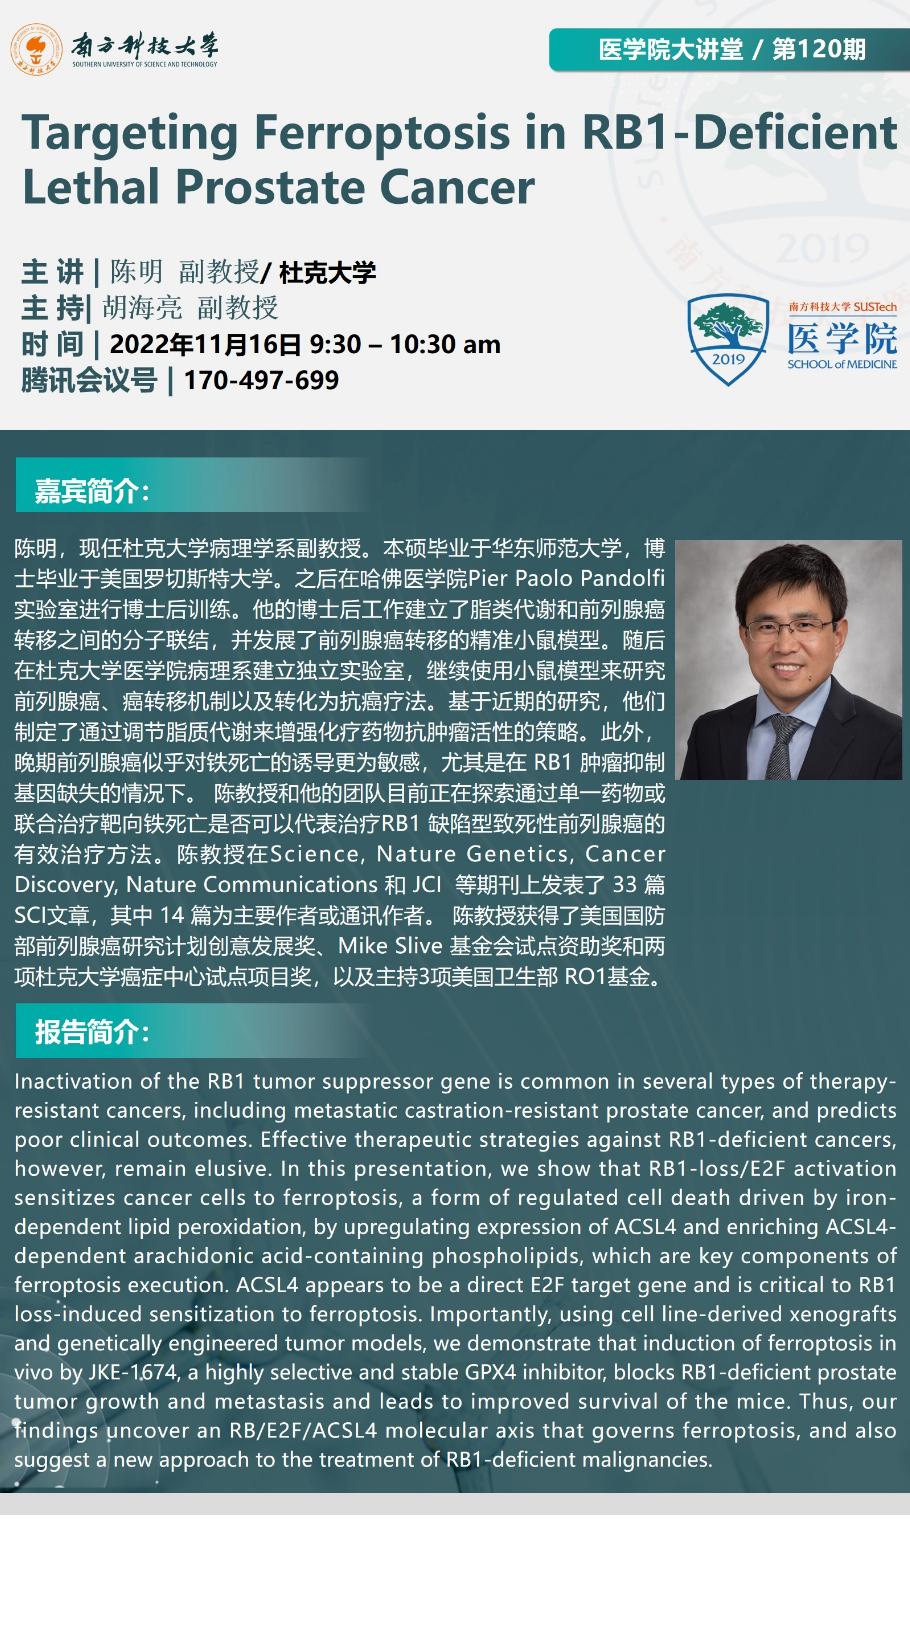 南方科技大学
SOUTHERN UNIVERSITY OF SCIENCE AND TECHNOLOGY
医学院大讲堂 / 第120期
Targeting Ferroptosis in RB1-Deficient
Lethal Prostate Cancer
2019
主 讲 | 陈明 副教授/ 杜克大学
主 持| 胡海亮 副教授
时 间 | 2022年11月16日 9:30 – 10:30 am
腾讯会议号 | 170-497-699
2019
南方科技大学 SUSTech
医学院
SCHOOL of MEDICINE
嘉宾简介：
陈明，现任杜克大学病理学系副教授。本硕毕业于华东师范大学，博
士毕业于美国罗切斯特大学。之后在哈佛医学院Pier Paolo Pandolfi
实验室进行博士后训练。他的博士后工作建立了脂类代谢和前列腺癌
转移之间的分子联结，并发展了前列腺癌转移的精准小鼠模型。随后
在杜克大学医学院病理系建立独立实验室，继续使用小鼠模型来研究
前列腺癌、癌转移机制以及转化为抗癌疗法。基于近期的研究，他们
制定了通过调节脂质代谢来增强化疗药物抗肿瘤活性的策略。此外，
晚期前列腺癌似乎对铁死亡的诱导更为敏感，尤其是在 RB1 肿瘤抑制
基因缺失的情况下。 陈教授和他的团队目前正在探索通过单一药物或
联合治疗靶向铁死亡是否可以代表治疗RB1 缺陷型致死性前列腺癌的
有效治疗方法。陈教授在Science, Nature Genetics, Cancer
Discovery, Nature Communications 和 JCI 等期刊上发表了 33 篇
SCI文章，其中 14 篇为主要作者或通讯作者。 陈教授获得了美国国防
部前列腺癌研究计划创意发展奖、Mike Slive 基金会试点资助奖和两
项杜克大学癌症中心试点项目奖，以及主持3项美国卫生部 RO1基金。
报告简介：
Inactivation of the RB1 tumor suppressor gene is common in several types of therapy-
resistant cancers, including metastatic castration-resistant prostate cancer, and predicts
poor clinical outcomes. Effective therapeutic strategies against RB1-deficient cancers,
however, remain elusive. In this presentation, we show that RB1-loss/E2F activation
sensitizes cancer cells to ferroptosis, a form of regulated cell death driven by iron-
dependent lipid peroxidation, by upregulating expression of ACSL4 and enriching ACSL4-
dependent arachidonic acid-containing phospholipids, which are key components of
ferroptosis execution. ACSL4 appears to be a direct E2F target gene and is critical to RB1
loss-induced sensitization to ferroptosis. Importantly, using cell line-derived xenografts
and genetically engineered tumor models, we demonstrate that induction of ferroptosis in
vivo by JKE-1674, a highly selective and stable GPX4 inhibitor, blocks RB1-deficient prostate
tumor growth and metastasis and leads to improved survival of the mice. Thus, our
findings uncover an RB/E2F/ACSL4 molecular axis that governs ferroptosis, and also
suggest a new approach to the treatment of RB1-deficient malignancies.